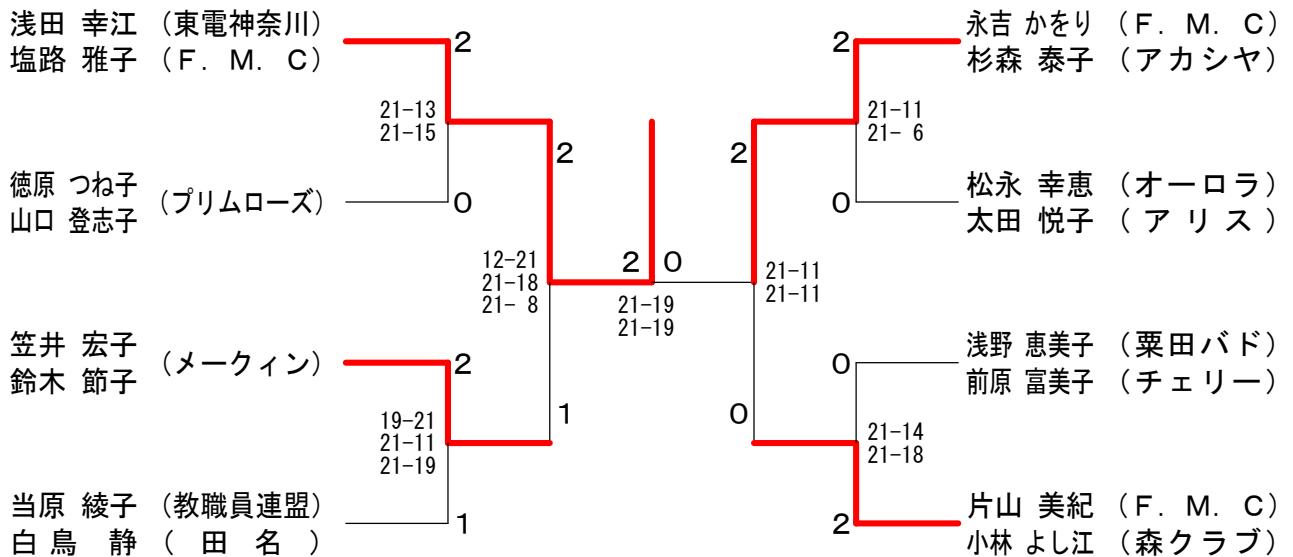 浅田 幸江 (東電神奈川)
塩路 雅子 (F. M. C)
2
21-13
21-15
徳原 つね子
山口 登志子
(プリムローズ)
0
2
12-21
21-18
21- 8
笠井 宏子
鈴木 節子
(メークィン)
2
19-21
21-11
21-19
1
当原 綾子 (教職員連盟)
白鳥 静 (田名)
1
2 0
21-19
21-19
永吉 かをり (F. M. C)
杉森 泰子 (アカシヤ)
2
21-11
21- 6
松永 幸恵 (オーロラ)
太田 悦子 (アリス)
0
2
21-11
21-11
浅野 恵美子 (粟田バド)
前原 富美子 (チェリー)
0
21-14
21-18
0
片山 美紀 (F. M. C)
小林 よし江 (森クラブ)
2